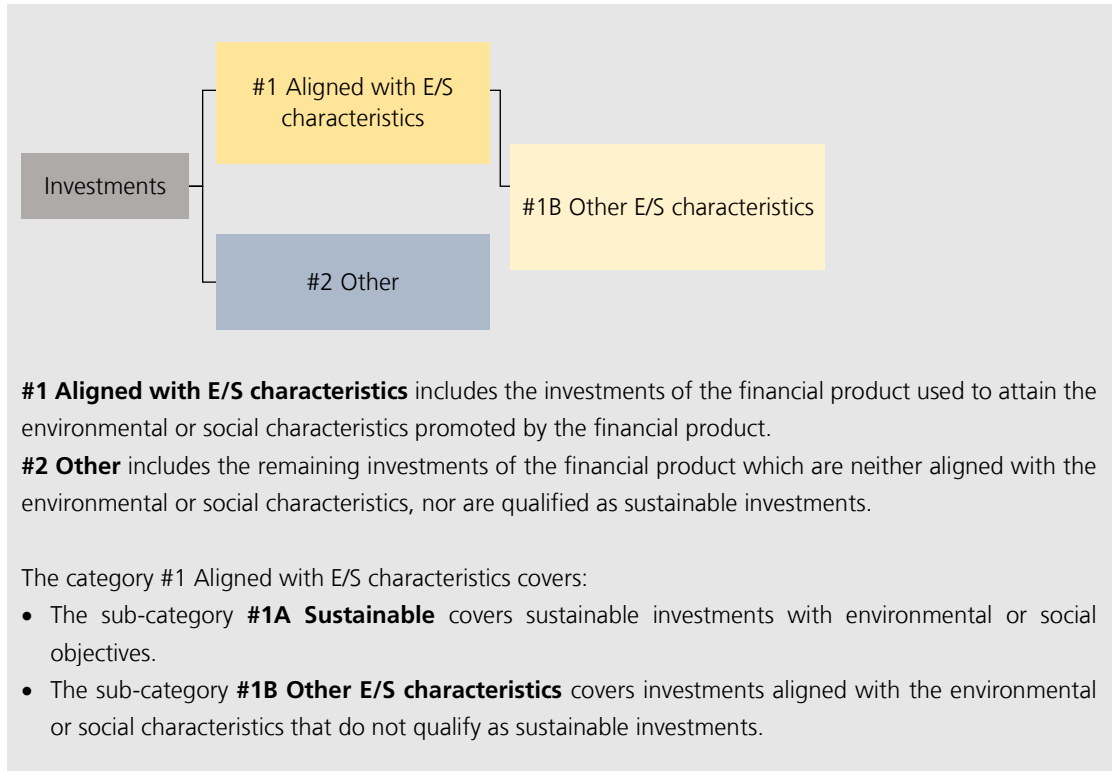 #1 Aligned with E/S
characteristics
Investments
#1B Other E/S characteristics
#2 Other
#1 Aligned with E/S characteristics includes the investments of the financial product used to attain the
environmental or social characteristics promoted by the financial product.
#2 Other includes the remaining investments of the financial product which are neither aligned with the
environmental or social characteristics, nor are qualified as sustainable investments.
The category #1 Aligned with E/S characteristics covers:
• The sub-category #1A Sustainable covers sustainable investments with environmental or social
objectives.
• The sub-category #1B Other E/S characteristics covers investments aligned with the environmental
or social characteristics that do not qualify as sustainable investments.